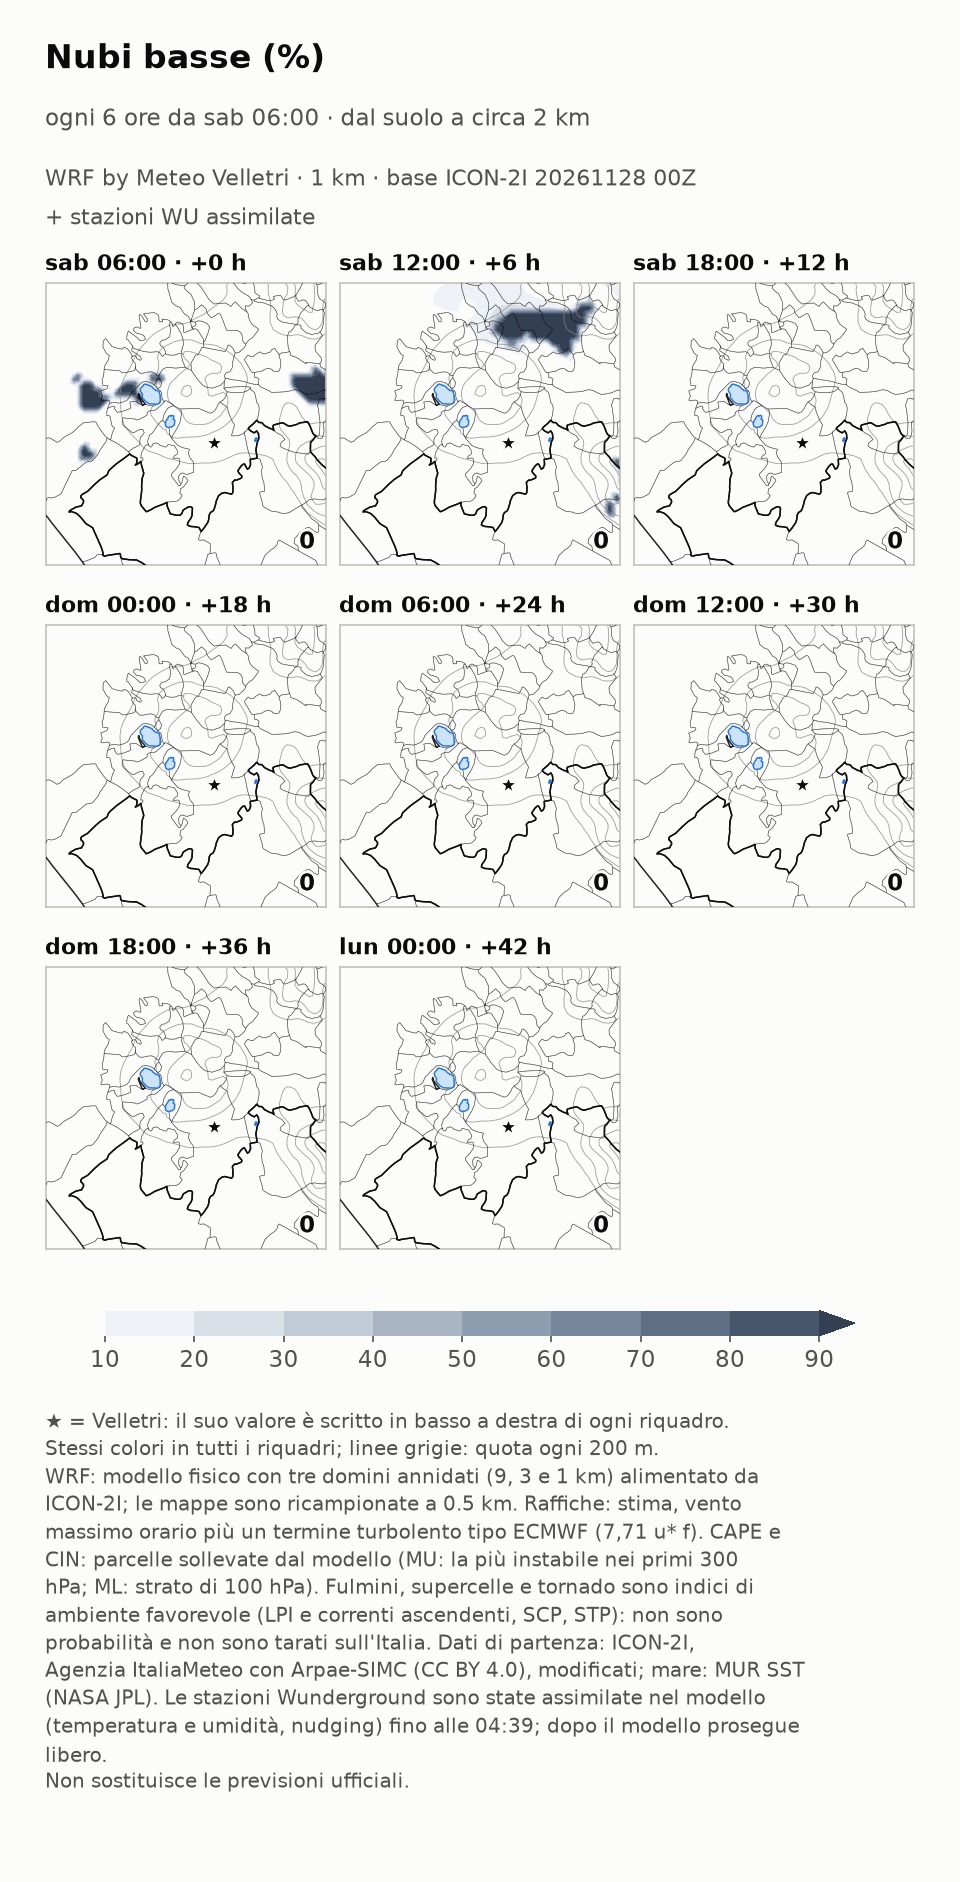 Nubi basse (%)
ogni 6 ore da sab 06:00 · dal suolo a circa 2 km
WRF by Meteo Velletri · 1 km · base ICON-2I 20261128 00Z
+ stazioni WU assimilate
sab 06:00 · +0 h
sab 12:00 · +6 h
sab 18:00 · +12 h
0
0
0
dom 00:00 · +18 h
dom 06:00 · +24 h
dom 12:00 · +30 h
0
0
0
dom 18:00 · +36 h
lun 00:00 · +42 h
0
0
10 20 30 40 50 60 70 80 90
★ = Velletri: il suo valore è scritto in basso a destra di ogni riquadro.
Stessi colori in tutti i riquadri; linee grigie: quota ogni 200 m.
WRF: modello fisico con tre domini annidati (9, 3 e 1 km) alimentato da
ICON-2I; le mappe sono ricampionate a 0.5 km. Raffiche: stima, vento
massimo orario più un termine turbolento tipo ECMWF (7,71 u* f). CAPE e
CIN: parcelle sollevate dal modello (MU: la più instabile nei primi 300
hPa; ML: strato di 100 hPa). Fulmini, supercelle e tornado sono indici di
ambiente favorevole (LPI e correnti ascendenti, SCP, STP): non sono
probabilità e non sono tarati sull'Italia. Dati di partenza: ICON-2I,
Agenzia ItaliaMeteo con Arpae-SIMC (CC BY 4.0), modificati; mare: MUR SST
(NASA JPL). Le stazioni Wunderground sono state assimilate nel modello
(temperatura e umidità, nudging) fino alle 04:39; dopo il modello prosegue
libero.
Non sostituisce le previsioni ufficiali.